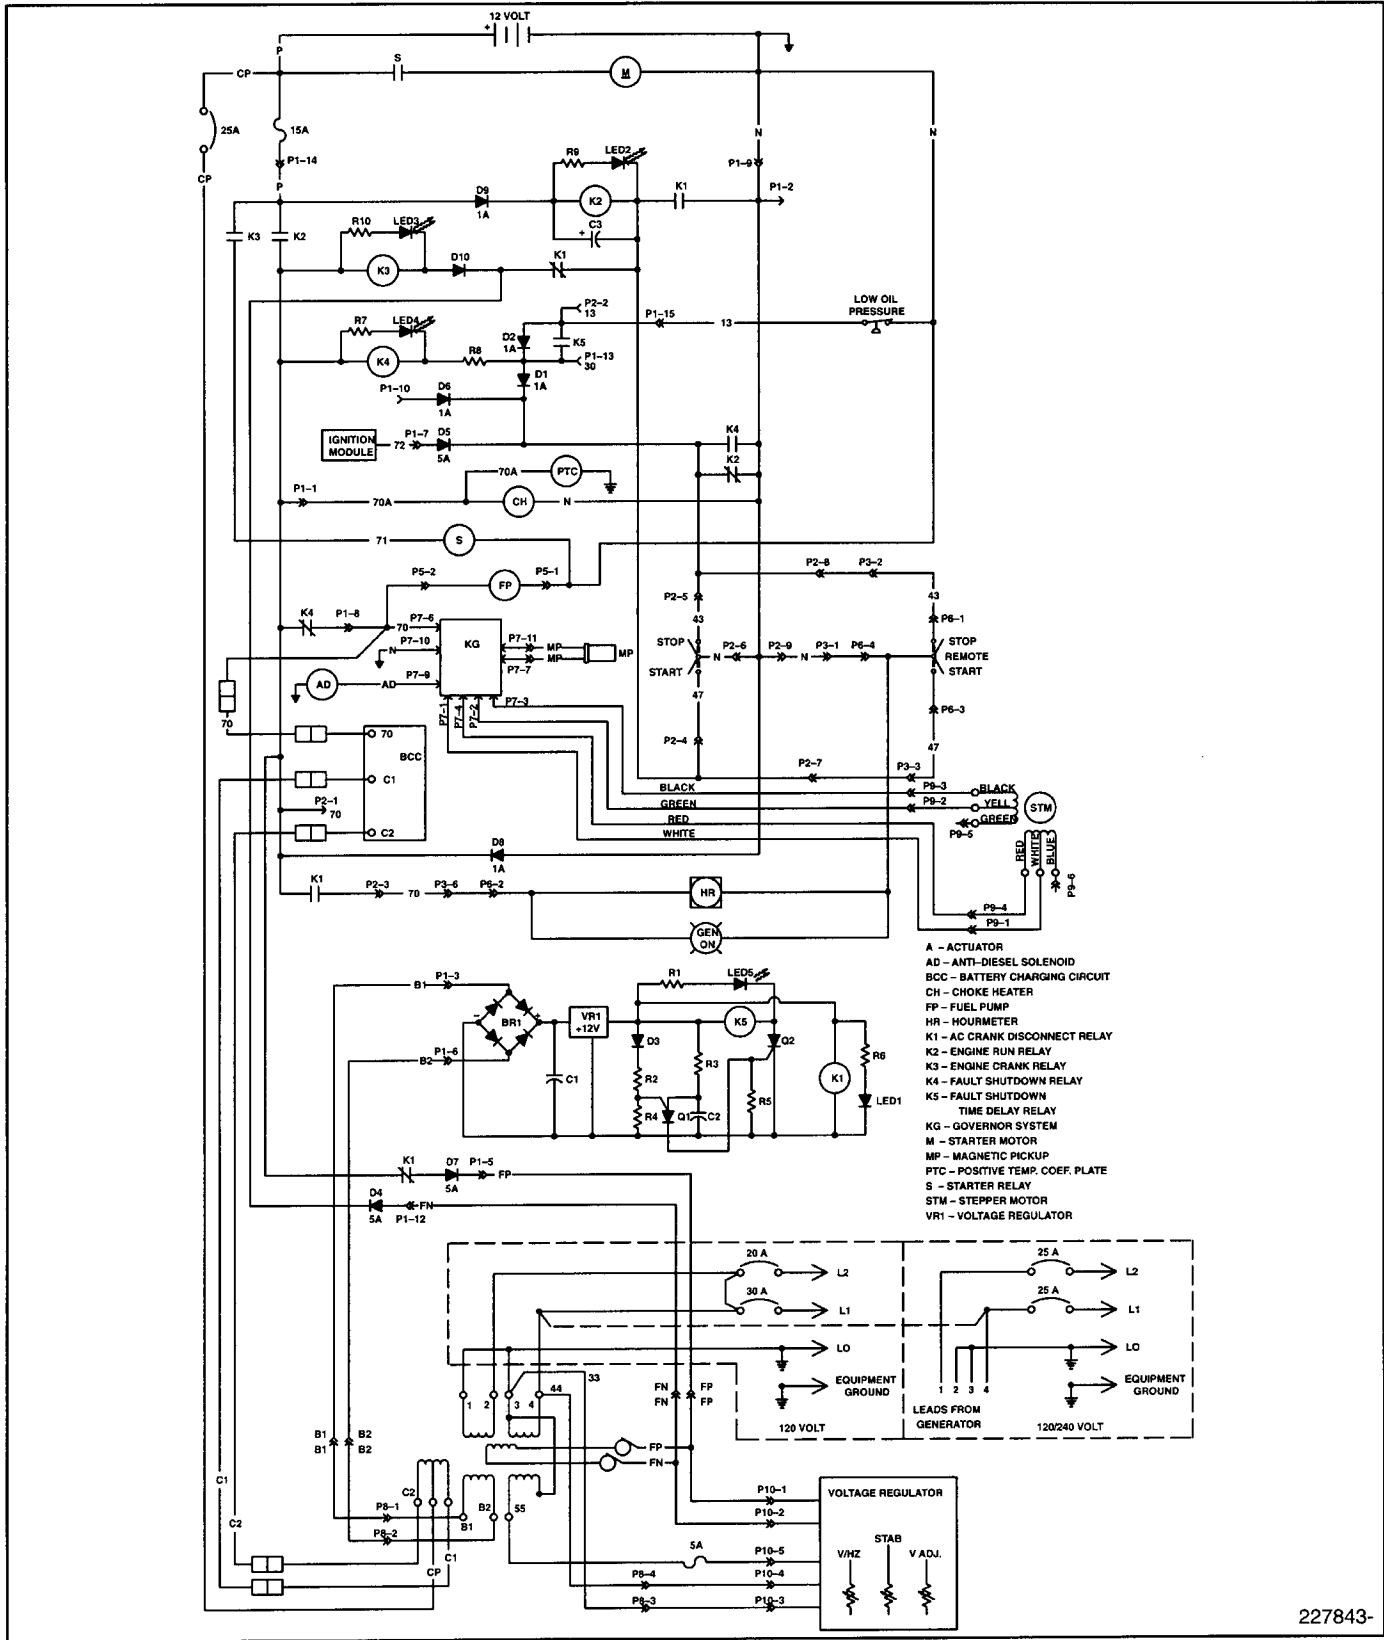 12 VOLT
+
P
CP
S
M
25A
15A
P1-14
CP
P
N
N
R9
LED2
P1-9
D9
1A
K2
K1
P1-2
C3
+
K3
K2
R10
LED3
K3
D10
K1
P2-2
13
P1-15
13
LOW OIL
PRESSURE
R7
LED4
D2
1A
K5
K4
R8
P1-13
30
D1
1A
P1-10
D6
1A
IGNITION
MODULE
72
P1-7
D5
5A
K4
K2
70A
PTC
P1-1
70A
CH
N
71
S
P5-2
FP
P5-1
P2-8
P3-2
P2-5
43
43
P6-1
K4
P1-8
70
P7-6
KG
P7-11
MP
MP
P7-10
N
P7-7
MP
STOP
START
N
P2-6
P2-9
N
P3-1
P6-4
STOP
REMOTE
START
AD
AD
P7-9
P7-1
P7-4
P7-2
P7-3
47
P6-3
70
70
BCC
P2-4
47
C1
P2-7
P3-3
BLACK
P9-3
BLACK
P2-1
70
GREEN
P9-2
YELL
STM
RED
P9-5
GREEN
C2
WHITE
D8
1A
RED
WHITE
BLUE
P9-6
K1
P2-3
70
P3-6
P6-2
HR
P9-4
P9-1
GEN
ON
A – ACTUATOR
AD – ANTI-DIESEL SOLENOID
BCC – BATTERY CHARGING CIRCUIT
CH – CHOKE HEATER
FP – FUEL PUMP
HR – HOURMETER
K1 – AC CRANK DISCONNECT RELAY
K2 – ENGINE RUN RELAY
K3 – ENGINE CRANK RELAY
K4 – FAULT SHUTDOWN RELAY
K5 – FAULT SHUTDOWN
TIME DELAY RELAY
KG – GOVERNOR SYSTEM
M – STARTER MOTOR
MP – MAGNETIC PICKUP
PTC – POSITIVE TEMP. COEF. PLATE
S – STARTER RELAY
STM – STEPPER MOTOR
VR1 – VOLTAGE REGULATOR
B1
P1-3
R1
LED5
–
BR1
+
VR1
+12V
K5
D3
Q2
B2
P1-6
R3
R6
C1
R2
K1
R4
Q1
C2
R5
LED1
K1
D7
5A
P1-5
FP
D4
5A
P1-12
FN
20 A
L2
30 A
L1
LO
EQUIPMENT
GROUND
120 VOLT
25 A
L2
25 A
L1
LO
EQUIPMENT
GROUND
1
2
3
4
LEADS FROM
GENERATOR
120/240 VOLT
33
44
1
2
3
4
FN
FN
FP
FP
B1
B1
B2
B2
FP
FN
C1
C2
C2
P8-1
B1
B2
55
P8-2
C1
CP
P10-1
P10-2
5A
P10-5
P8-4
P10-4
P8-3
P10-3
VOLTAGE REGULATOR
V/HZ
STAB
V ADJ.
227843-